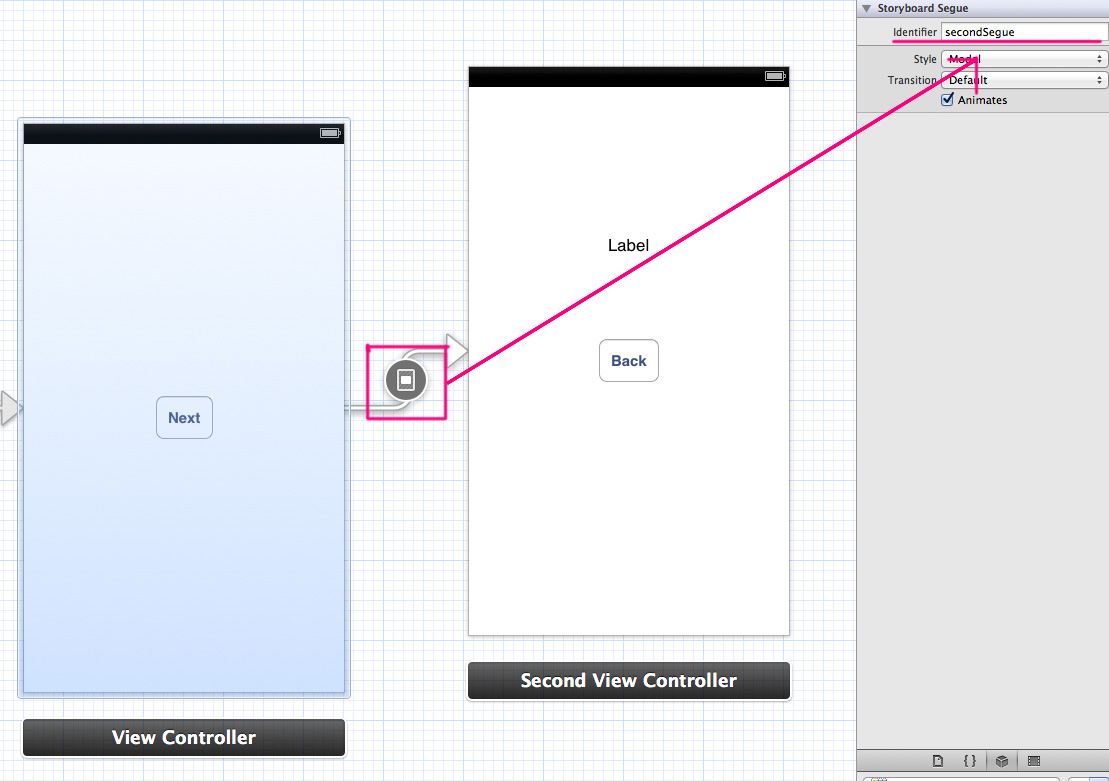 Storyboard Segue
Identifier secondSegue
Style Modal
Transition Default
Animates
Label
Back
Next
Second View Controller
View Controller
{ }